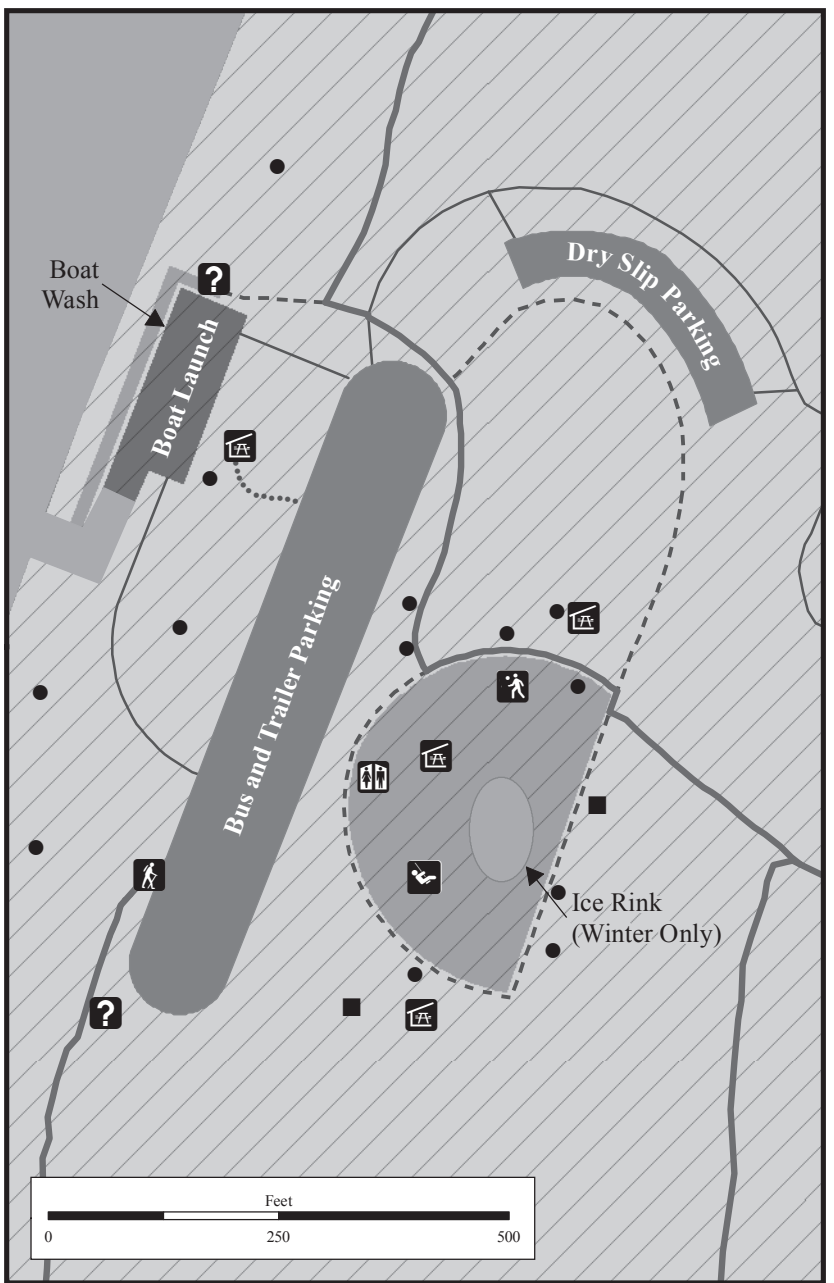 ?
Boat
Wash
Dry Slip Parking
Boat Launch
Bus and Trailer Parking
Ice Rink
(Winter Only)
?
Feet
0 250 500